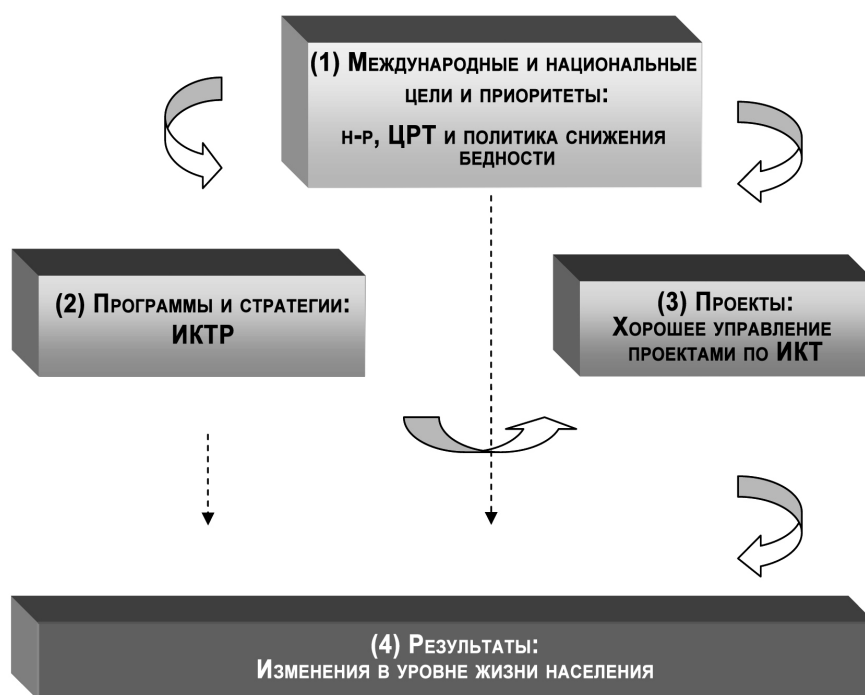 (1) Международные и национальные
цели и приоритеты:
н-р, ЦРТ и политика снижения
бедности
(2) Программы и стратегии:
ИКТР
(3) Проекты:
Хорошее управление
проектами по ИКТ
(4) Результаты:
Изменения в уровне жизни населения